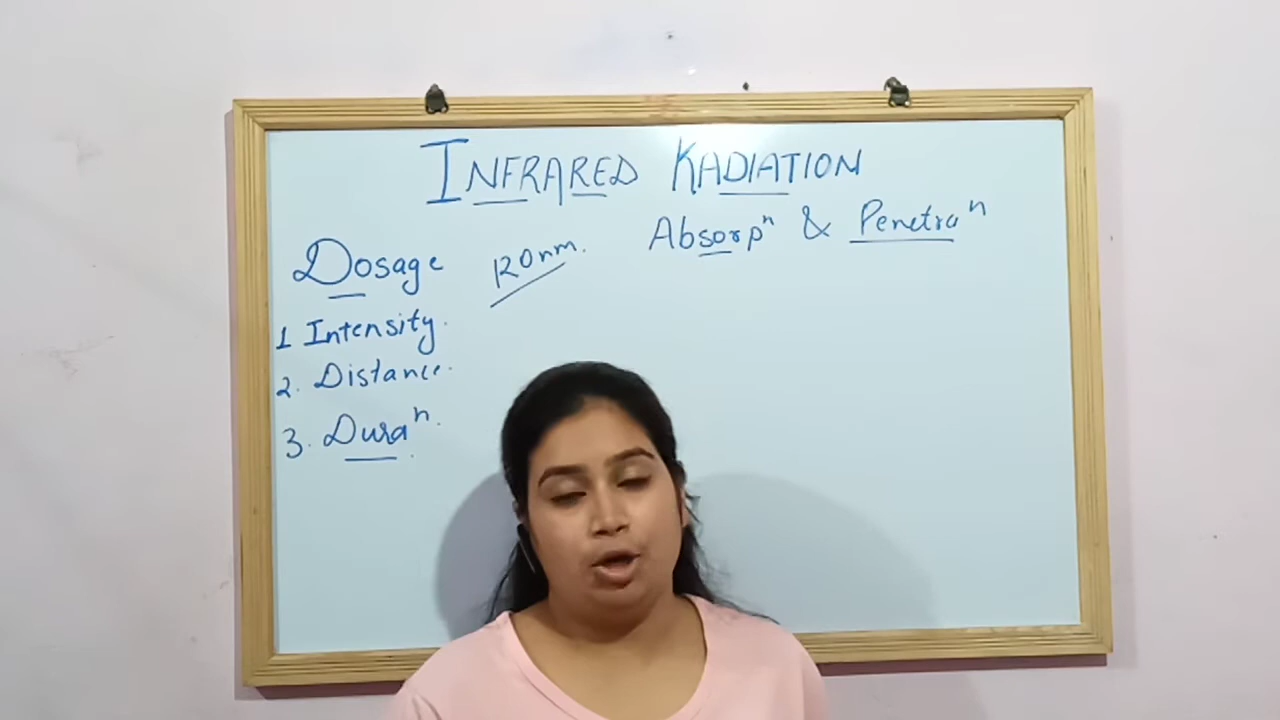 INFRARED RADIATION
Absorpⁿ & Penetraⁿ
Dosage
120nm.
1 Intensity.
2. Distance.
3. Duraⁿ.